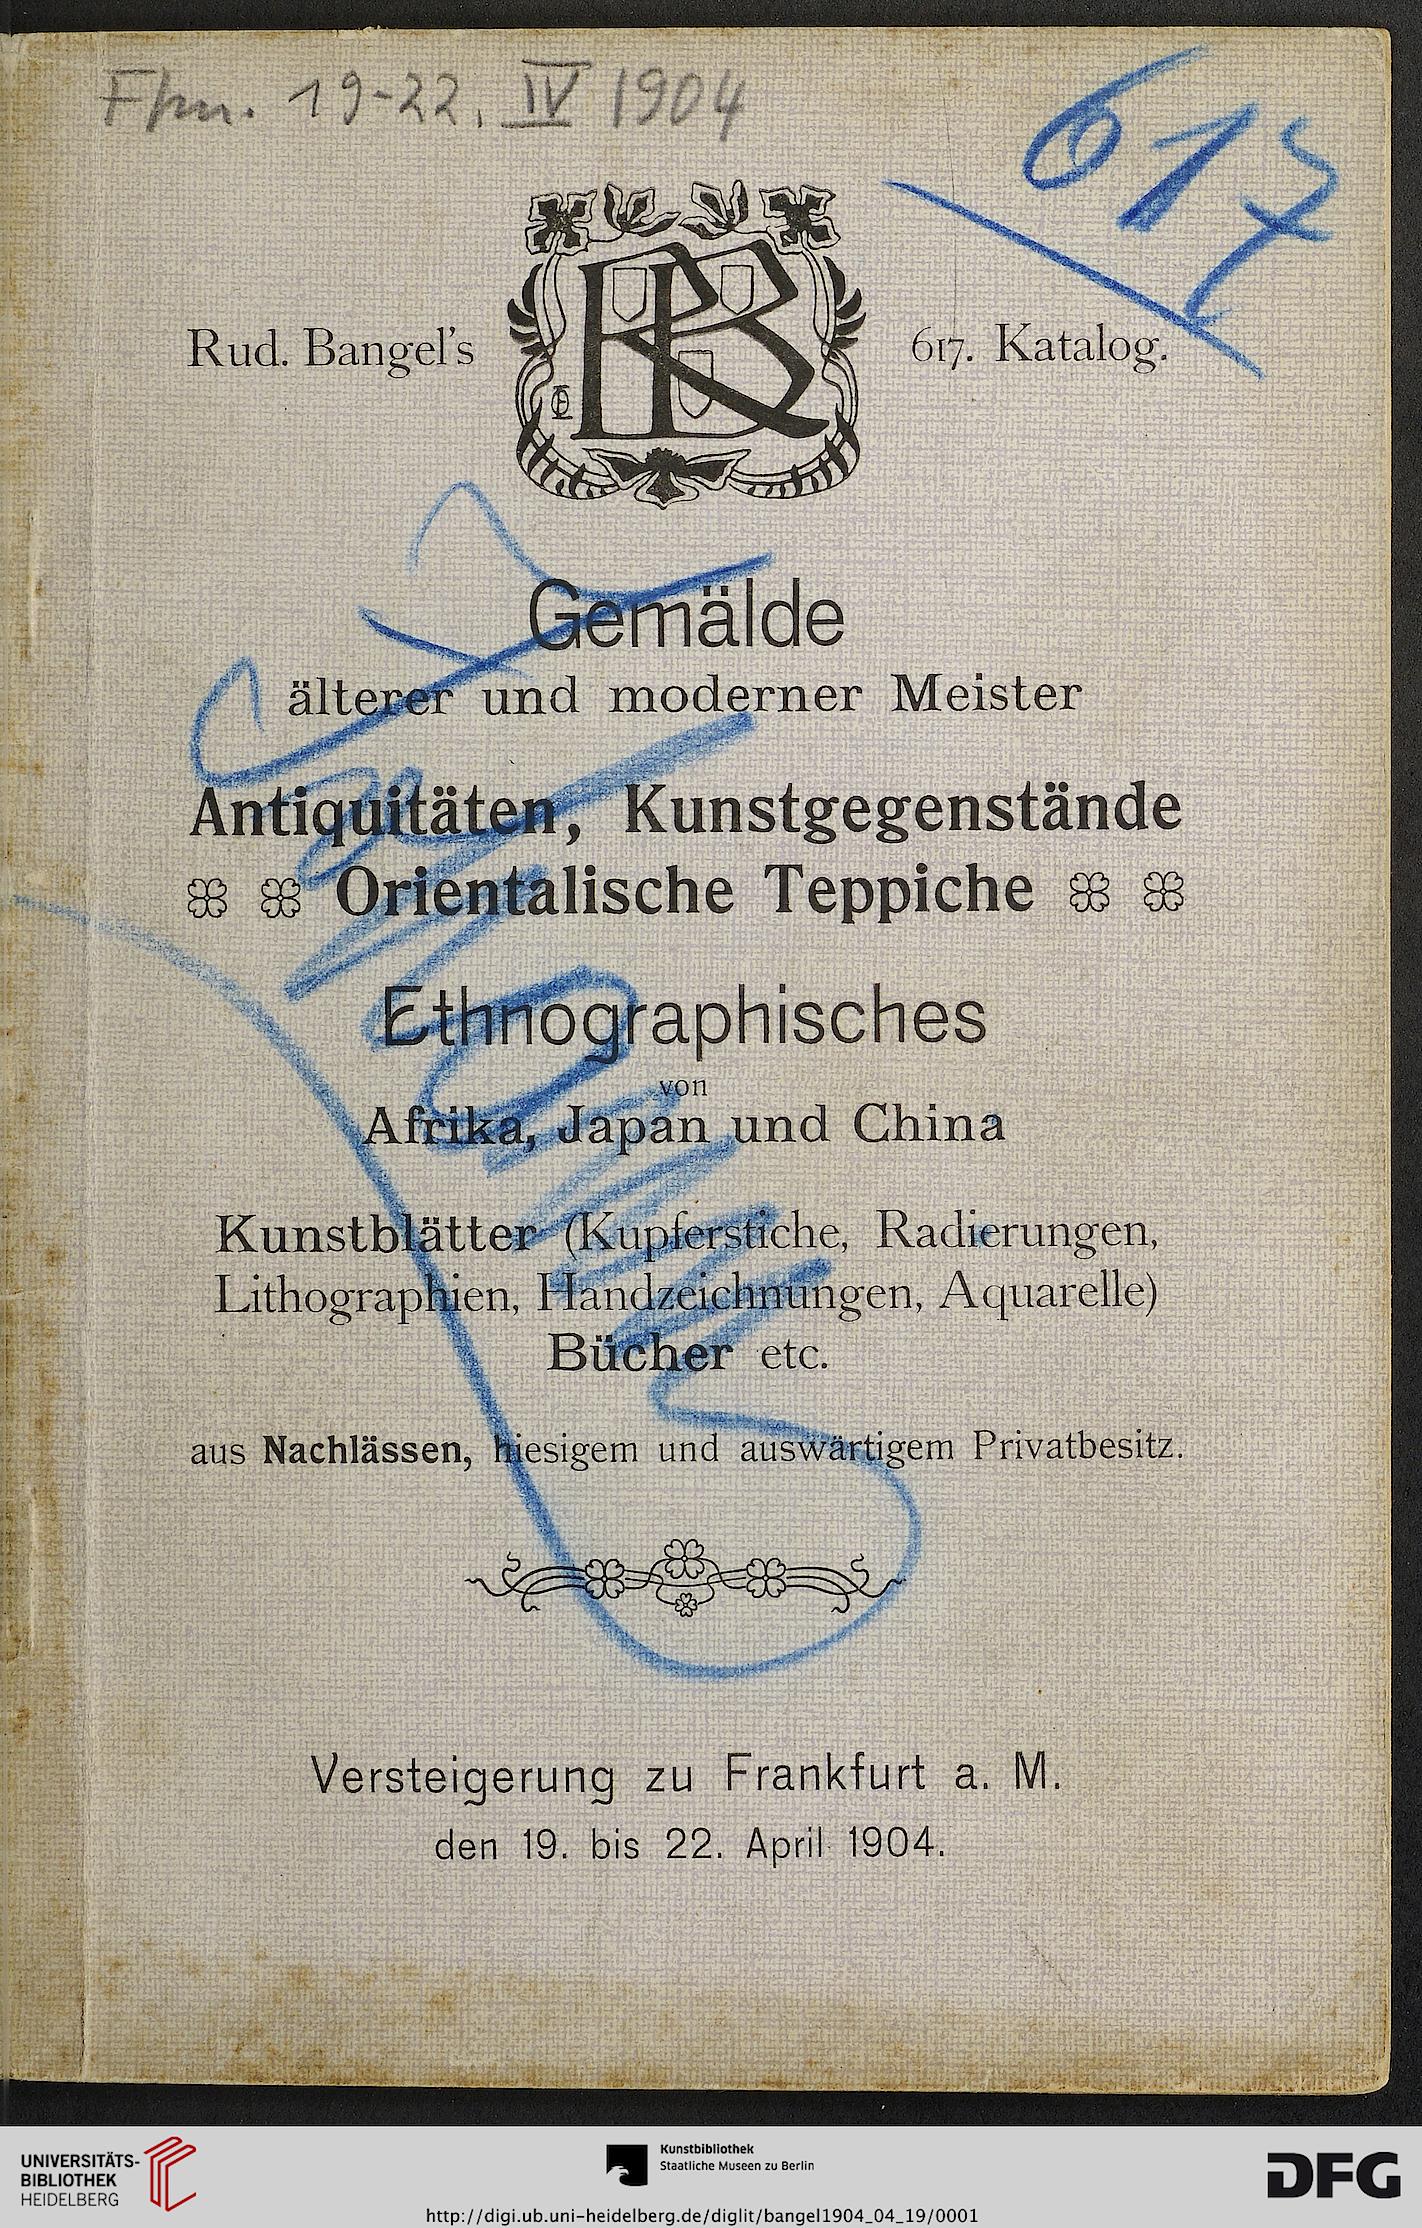 19-22. IV 1904
617
Rud. Bangel's 617. Katalog.
RB
Gemälde
älterer und moderner Meister
Antiquitäten, Kunstgegenstände
Orientalische Teppiche
Ethnographisches
von
Afrika, Japan und China
Kunstblätter (Kupferstiche, Radierungen,
Lithographien, Handzeichnungen, Aquarelle)
Bücher etc.
aus Nachlässen, hiesigem und auswärtigem Privatbesitz.
Versteigerung zu Frankfurt a. M.
den 19. bis 22. April 1904.
UNIVERSITÄTS-
BIBLIOTHEK
HEIDELBERG
Kunstbibliothek
Staatliche Museen zu Berlin
http://digi.ub.uni-heidelberg.de/diglit/bangel1904_04_19/0001
DFG